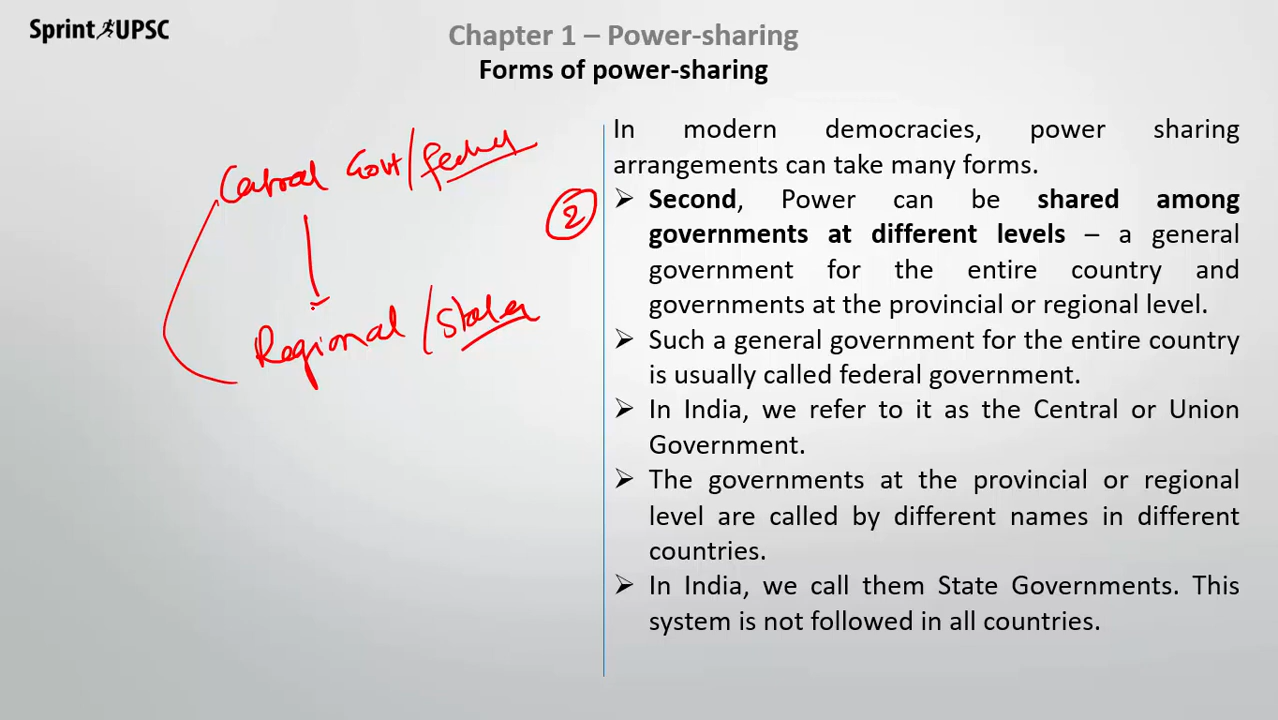 Sprint UPSC
Chapter 1 – Power-sharing
Forms of power-sharing
Central Govt/
Regional / States
2
In modern democracies, power sharing
arrangements can take many forms.
➢ Second, Power can be shared among
governments at different levels – a general
government for the entire country and
governments at the provincial or regional level.
➢ Such a general government for the entire country
is usually called federal government.
➢ In India, we refer to it as the Central or Union
Government.
➢ The governments at the provincial or regional
level are called by different names in different
countries.
➢ In India, we call them State Governments. This
system is not followed in all countries.